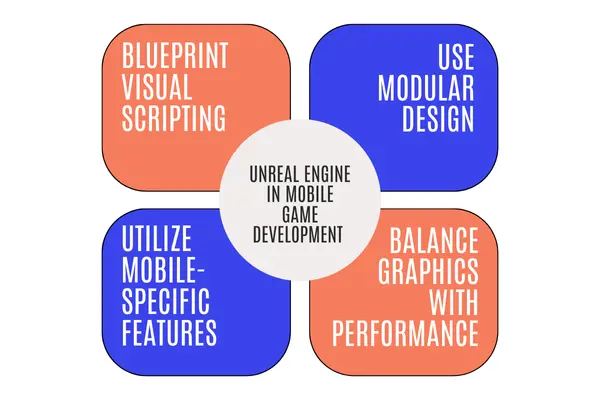 BLUEPRINT
VISUAL
SCRIPTING
USE
MODULAR
DESIGN
UNREAL ENGINE
IN MOBILE
GAME
DEVELOPMENT
UTILIZE
MOBILE-
SPECIFIC
FEATURES
BALANCE
GRAPHICS
WITH
PERFORMANCE